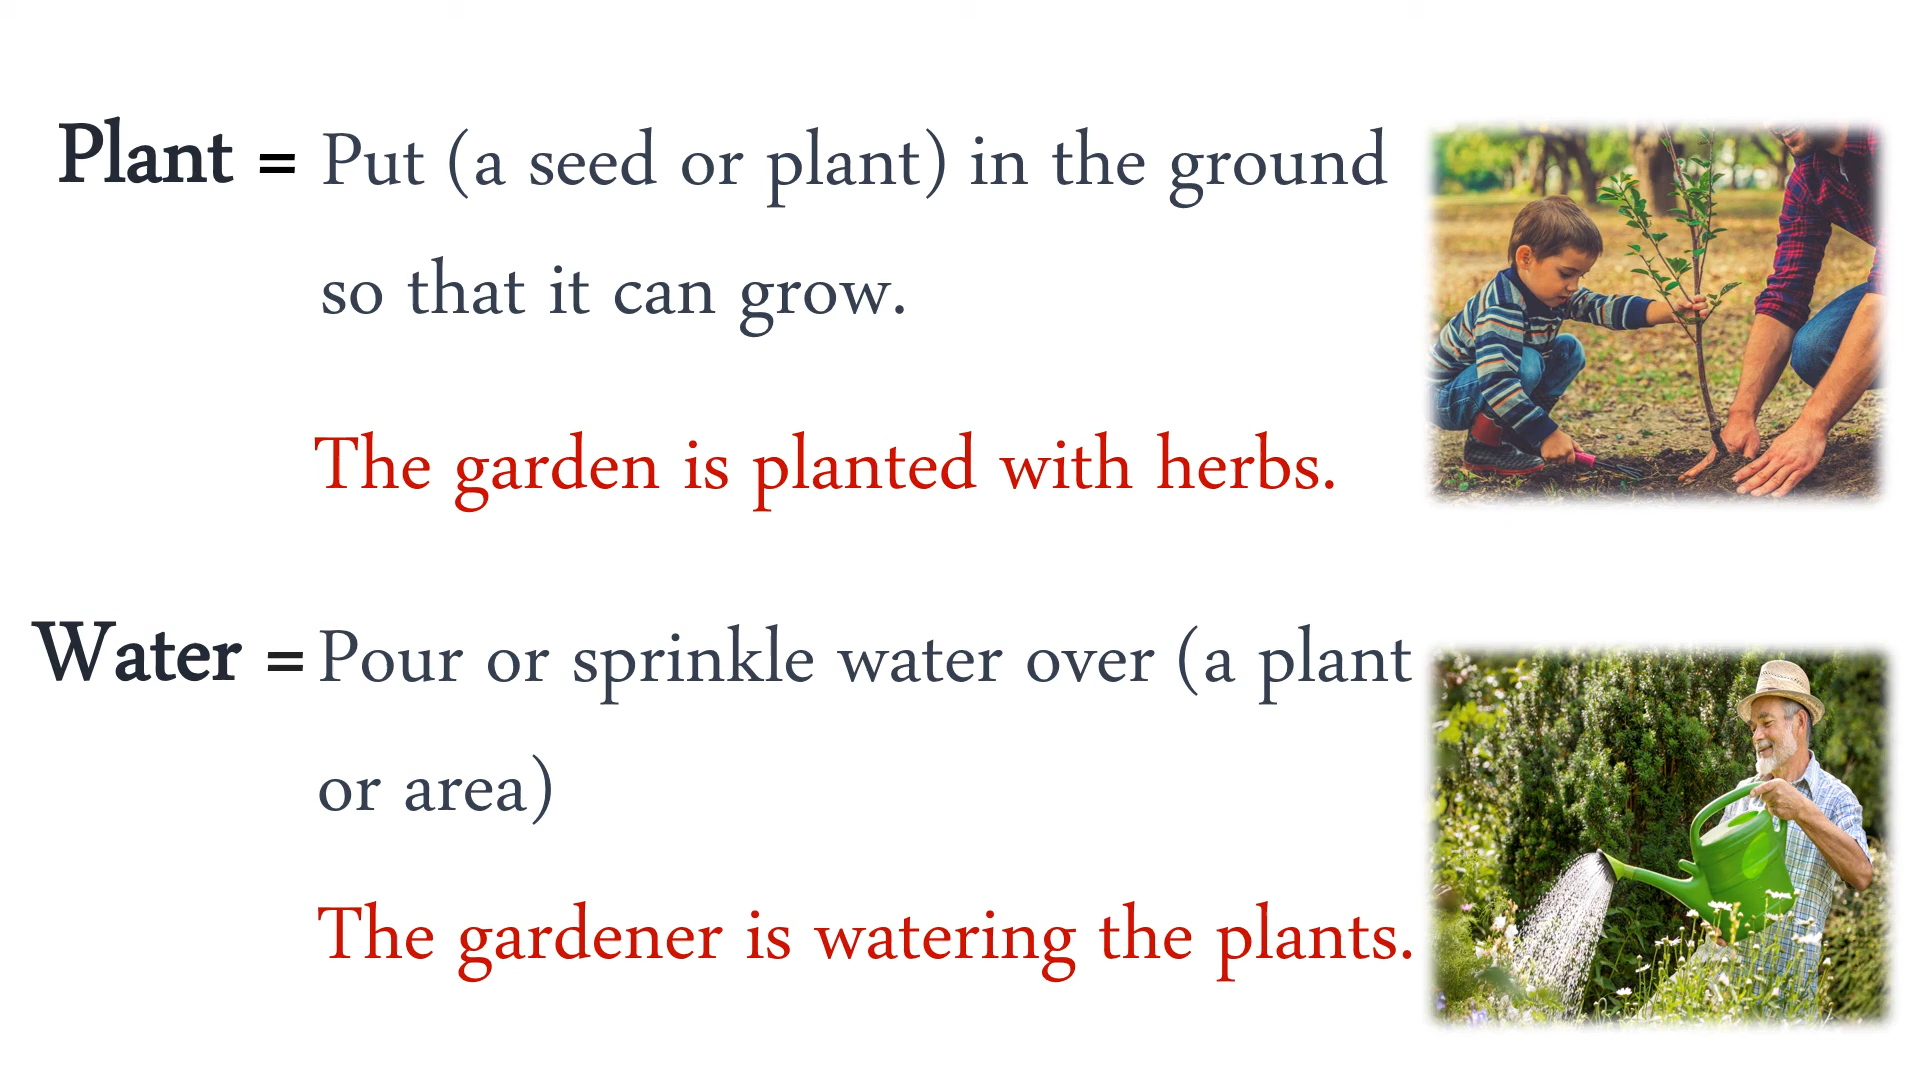 Plant = Put (a seed or plant) in the ground
so that it can grow.
The garden is planted with herbs.
Water = Pour or sprinkle water over (a plant
or area)
The gardener is watering the plants.